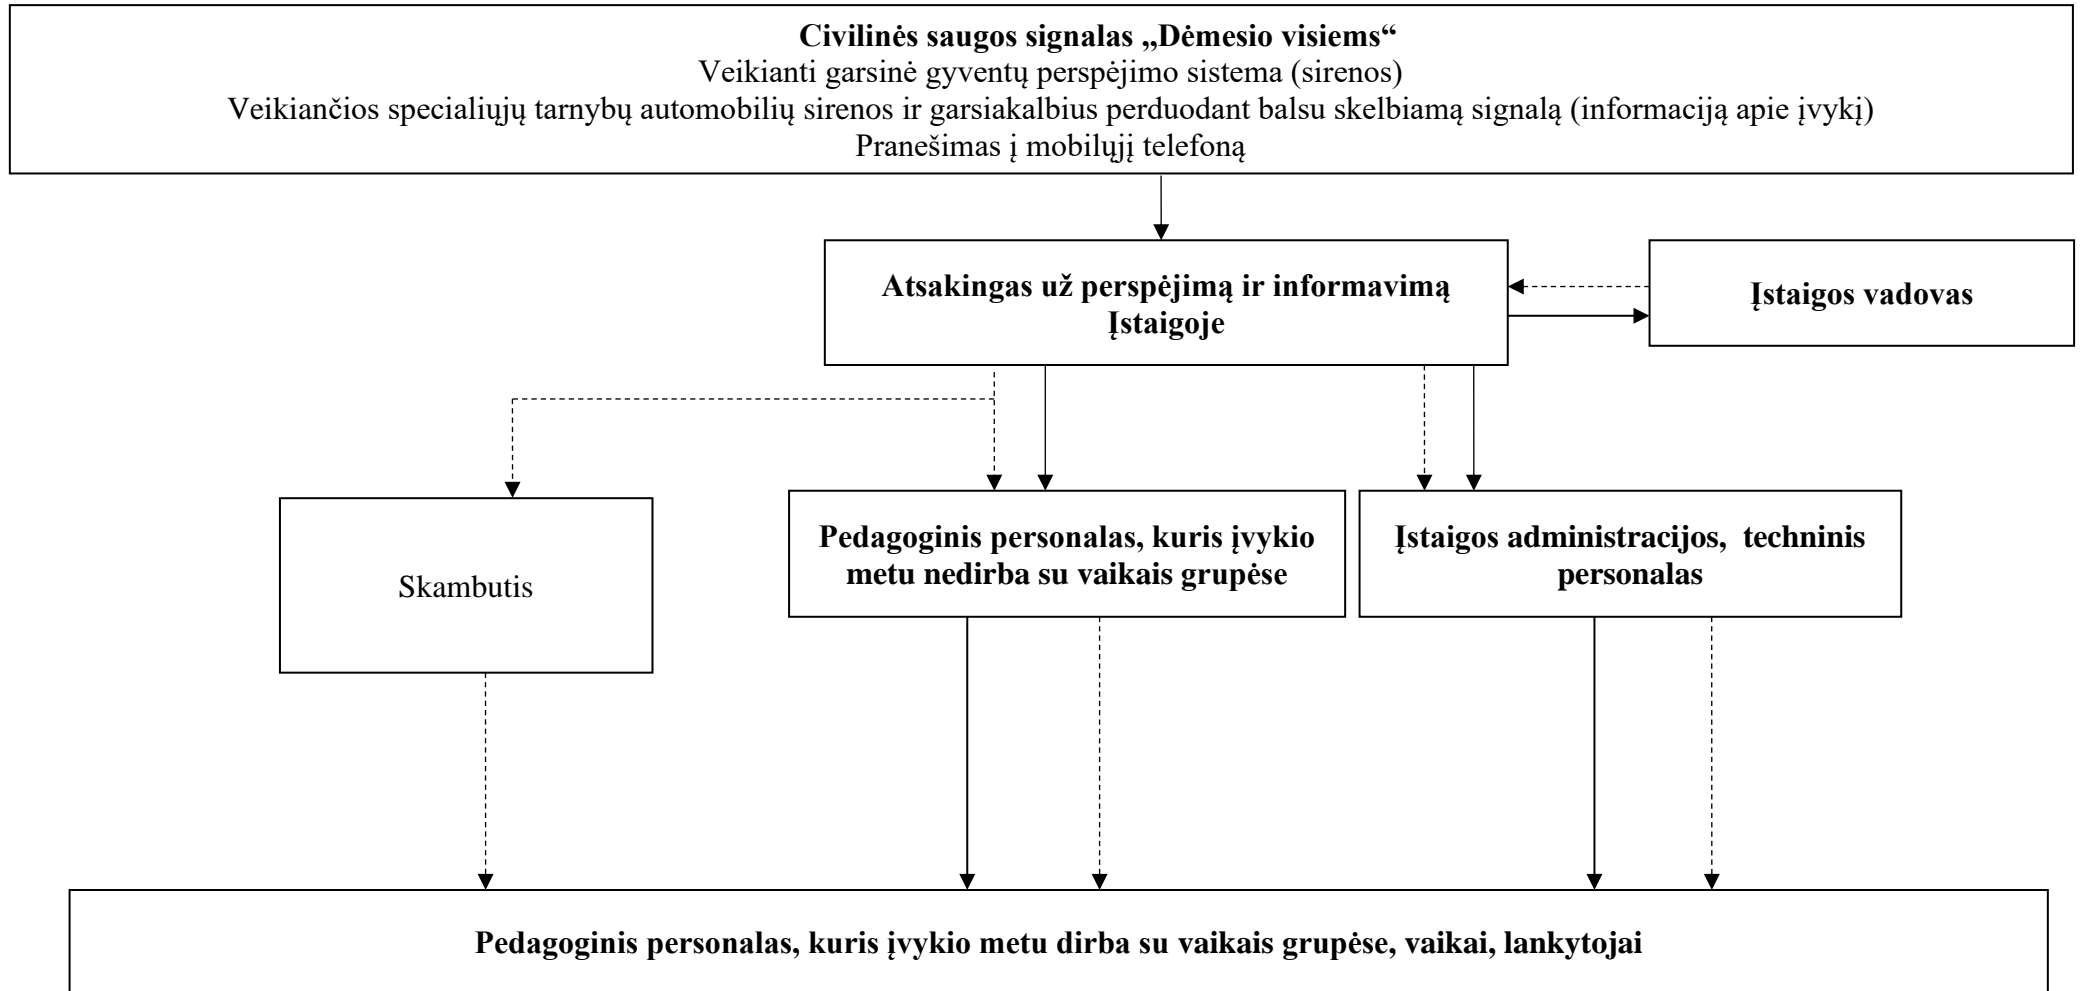 Civilinės saugos signalas „Dėmesio visiems“
Veikianti garsinė gyventų perspėjimo sistema (sirenos)
Veikiančios specialiųjų tarnybų automobilių sirenos ir garsiakalbius perduodant balsu skelbiamą signalą (informaciją apie įvykį)
Pranešimas į mobilųjį telefoną
Atsakingas už perspėjimą ir informavimą
Įstaigoje
Įstaigos vadovas
Skambutis
Pedagoginis personalas, kuris įvykio
metu nedirba su vaikais grupėse
Įstaigos administracijos, techninis
personalas
Pedagoginis personalas, kuris įvykio metu dirba su vaikais grupėse, vaikai, lankytojai